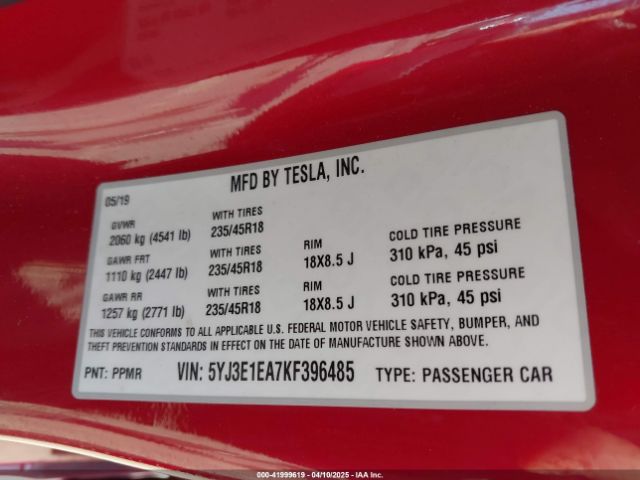 MFD BY TESLA, INC.
05/19
GVWR WITH TIRES
2060 kg (4541 lb) 235/45R18
GAWR FRT WITH TIRES RIM COLD TIRE PRESSURE
1110 kg (2447 lb) 235/45R18 18X8.5 J 310 kPa, 45 psi
GAWR RR WITH TIRES RIM COLD TIRE PRESSURE
1257 kg (2771 lb) 235/45R18 18X8.5 J 310 kPa, 45 psi
THIS VEHICLE CONFORMS TO ALL APPLICABLE U.S. FEDERAL MOTOR VEHICLE SAFETY, BUMPER, AND
THEFT PREVENTION STANDARDS IN EFFECT ON THE DATE OF MANUFACTURE SHOWN ABOVE.
PNT: PPMR VIN: 5YJ3E1EA7KF396485 TYPE: PASSENGER CAR
000-41999619 - 04/10/2025 - IAA Inc.